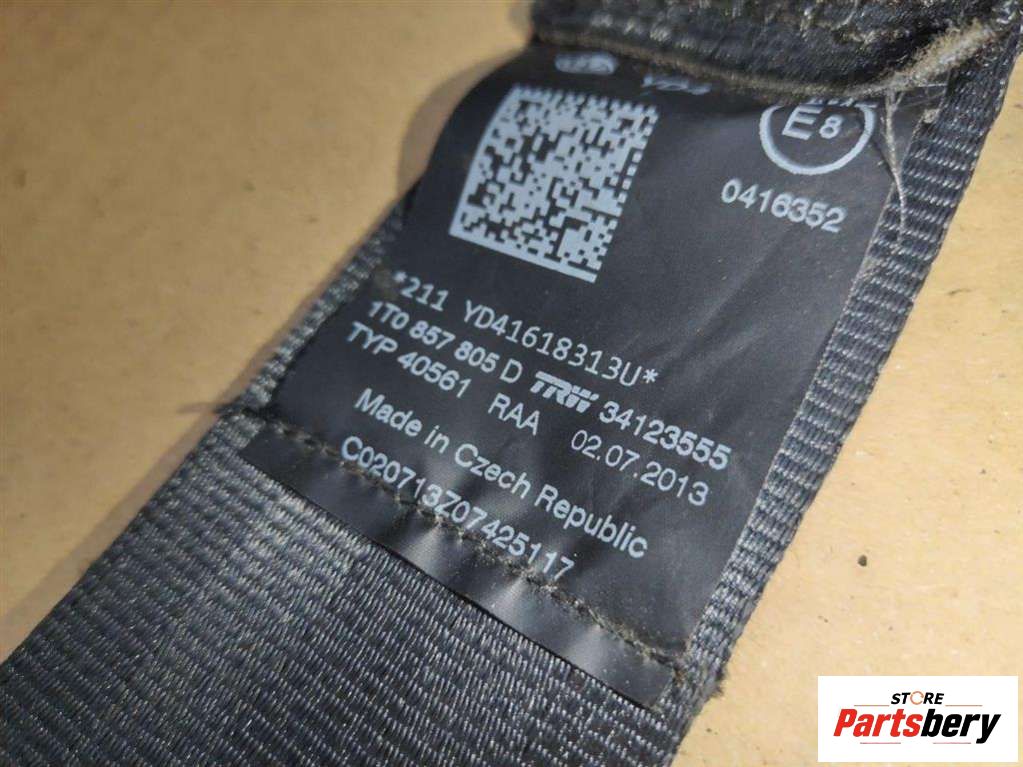 E8
0416352
*211 YD41618313U*
1T0 857 805 D TRW 34123555
TYP 40561 RAA 02.07.2013
Made in Czech Republic
C020713Z07425117
STORE
Partsbery